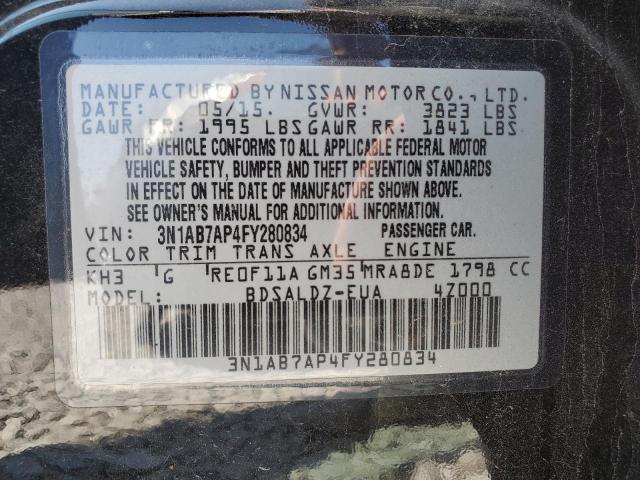 MANUFACTURED BY NISSAN MOTOR CO., LTD.
DATE: 05/15. GVWR: 3823 LBS
GAWR FR: 1995 LBS GAWR RR: 1841 LBS
THIS VEHICLE CONFORMS TO ALL APPLICABLE FEDERAL MOTOR
VEHICLE SAFETY, BUMPER AND THEFT PREVENTION STANDARDS
IN EFFECT ON THE DATE OF MANUFACTURE SHOWN ABOVE.
SEE OWNER'S MANUAL FOR ADDITIONAL INFORMATION.
VIN: 3N1AB7AP4FY280834 PASSENGER CAR.
COLOR TRIM TRANS AXLE ENGINE
KH3 G RE0F11A GM35 MRA8DE 1798 CC
MODEL: BDSALDZ-EUA 4Z000
3N1AB7AP4FY280834